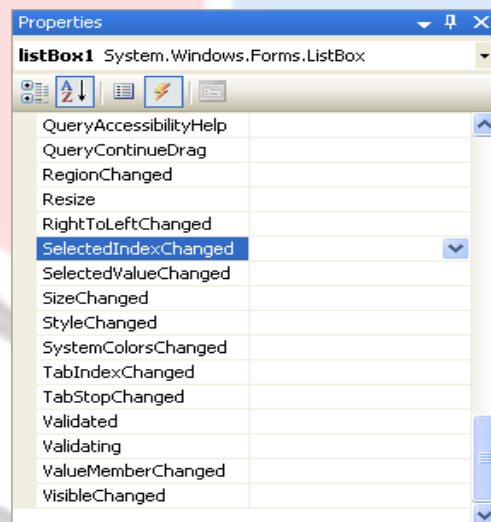 Properties
listBox1 System.Windows.Forms.ListBox
QueryAccessibilityHelp
QueryContinueDrag
RegionChanged
Resize
RightToLeftChanged
SelectedIndexChanged
SelectedValueChanged
SizeChanged
StyleChanged
SystemColorsChanged
TabIndexChanged
TabStopChanged
Validated
Validating
ValueMemberChanged
VisibleChanged